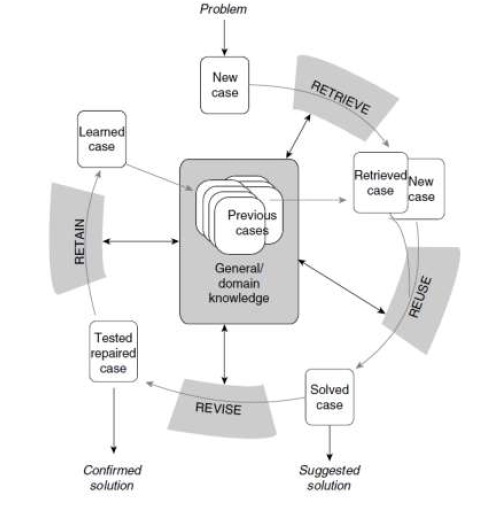 Problem
New
case
RETRIEVE
Learned
case
Retrieved
case
New
case
Previous
cases
RETAIN
General/
domain
knowledge
REUSE
Tested
repaired
case
REVISE
Solved
case
Confirmed
solution
Suggested
solution